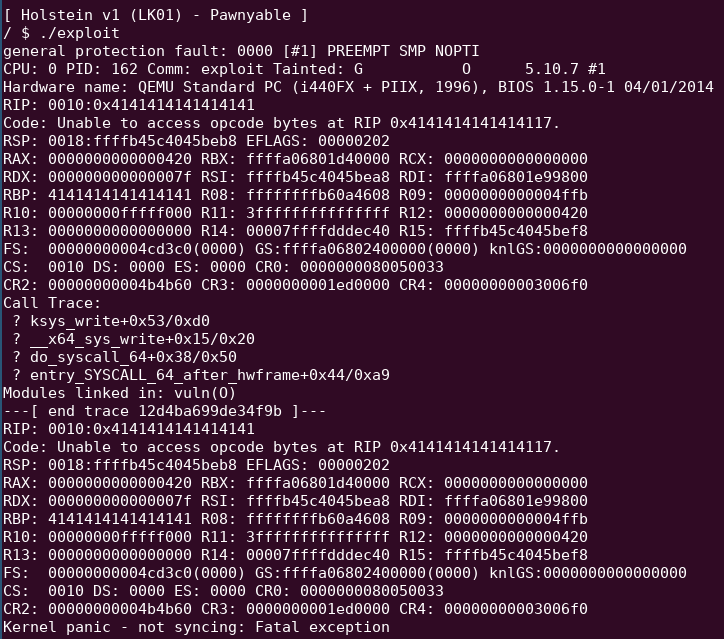 [ Holstein v1 (LK01) - Pawnyable ]
/ $ ./exploit
general protection fault: 0000 [#1] PREEMPT SMP NOPTI
CPU: 0 PID: 162 Comm: exploit Tainted: G           O      5.10.7 #1
Hardware name: QEMU Standard PC (i440FX + PIIX, 1996), BIOS 1.15.0-1 04/01/2014
RIP: 0010:0x4141414141414141
Code: Unable to access opcode bytes at RIP 0x4141414141414117.
RSP: 0018:ffffb45c4045beb8 EFLAGS: 00000202
RAX: 0000000000000420 RBX: ffffa06801d40000 RCX: 0000000000000000
RDX: 000000000000007f RSI: ffffb45c4045bea8 RDI: ffffa06801e99800
RBP: 4141414141414141 R08: ffffffffb60a4608 R09: 0000000000004ffb
R10: 00000000fffff000 R11: 3fffffffffffffff R12: 0000000000000420
R13: 0000000000000000 R14: 00007ffffdddec40 R15: ffffb45c4045bef8
FS:  00000000004cd3c0(0000) GS:ffffa06802400000(0000) knlGS:0000000000000000
CS:  0010 DS: 0000 ES: 0000 CR0: 0000000080050033
CR2: 00000000004b4b60 CR3: 0000000001ed0000 CR4: 00000000003006f0
Call Trace:
 ? ksys_write+0x53/0xd0
 ? __x64_sys_write+0x15/0x20
 ? do_syscall_64+0x38/0x50
 ? entry_SYSCALL_64_after_hwframe+0x44/0xa9
Modules linked in: vuln(O)
---[ end trace 12d4ba699de34f9b ]---
RIP: 0010:0x4141414141414141
Code: Unable to access opcode bytes at RIP 0x4141414141414117.
RSP: 0018:ffffb45c4045beb8 EFLAGS: 00000202
RAX: 0000000000000420 RBX: ffffa06801d40000 RCX: 0000000000000000
RDX: 000000000000007f RSI: ffffb45c4045bea8 RDI: ffffa06801e99800
RBP: 4141414141414141 R08: ffffffffb60a4608 R09: 0000000000004ffb
R10: 00000000fffff000 R11: 3fffffffffffffff R12: 0000000000000420
R13: 0000000000000000 R14: 00007ffffdddec40 R15: ffffb45c4045bef8
FS:  00000000004cd3c0(0000) GS:ffffa06802400000(0000) knlGS:0000000000000000
CS:  0010 DS: 0000 ES: 0000 CR0: 0000000080050033
CR2: 00000000004b4b60 CR3: 0000000001ed0000 CR4: 00000000003006f0
Kernel panic - not syncing: Fatal exception